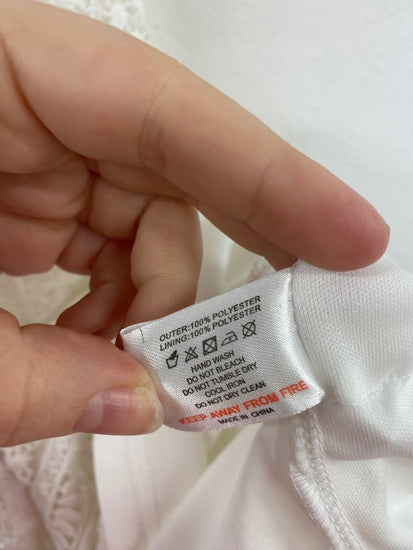 OUTER:100% POLYESTER
LINING:100% POLYESTER
HAND WASH
DO NOT BLEACH
DO NOT TUMBLE DRY
COOL IRON
DO NOT DRY CLEAN
KEEP AWAY FROM FIRE
MADE IN CHINA